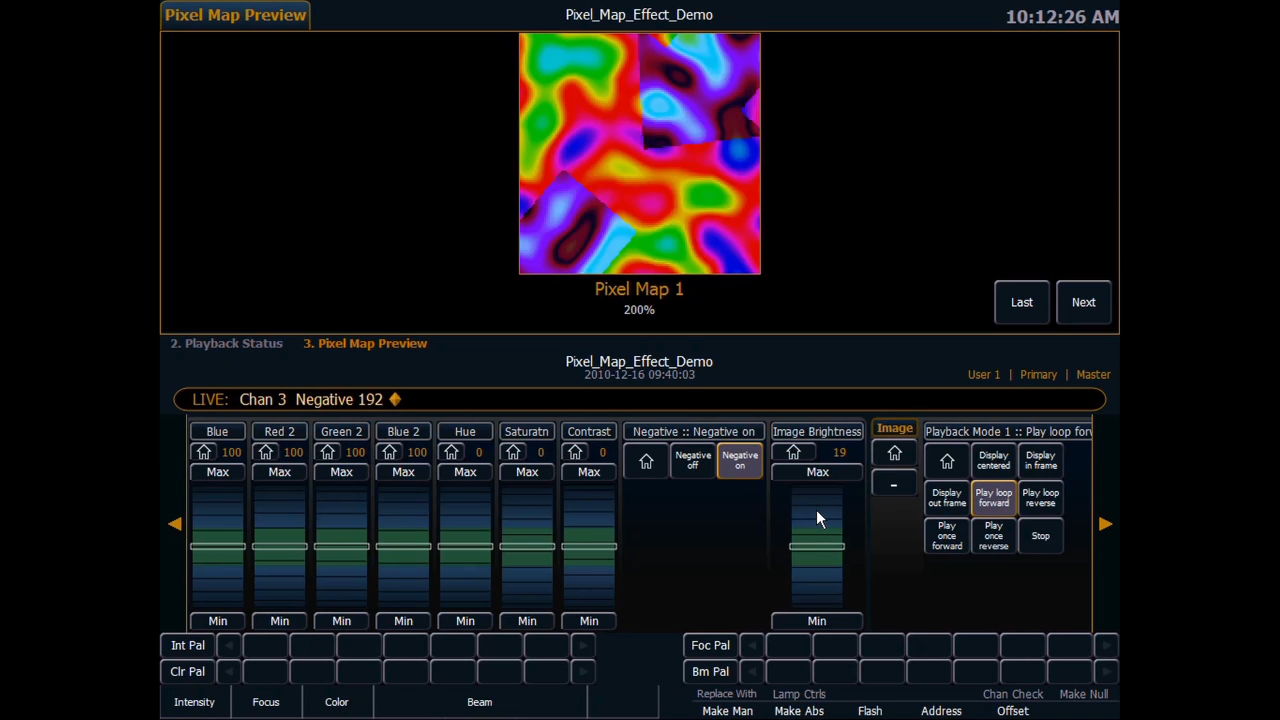 Pixel Map Preview
Pixel_Map_Effect_Demo
10:12:26 AM
Pixel Map 1
200%
Last
Next
2. Playback Status
3. Pixel Map Preview
Pixel_Map_Effect_Demo
2010-12-16 09:40:03
User 1 | Primary | Master
LIVE: Chan 3 Negative 192
Blue
Red 2
Green 2
Blue 2
Hue
Saturatn
Contrast
Negative :: Negative on
Image Brightness
Image
Playback Mode 1 :: Play loop forv
100
100
100
100
0
0
0
19
Negative off
Negative on
Display centered
Display in frame
Max
Max
Max
Max
Max
Max
Max
Max
-
Display out frame
Play loop forward
Play loop reverse
Play once forward
Play once reverse
Stop
Min
Min
Min
Min
Min
Min
Min
Min
Int Pal
Foc Pal
Clr Pal
Bm Pal
Intensity
Focus
Color
Beam
Replace With
Lamp Ctrls
Chan Check
Make Null
Make Man
Make Abs
Flash
Address
Offset